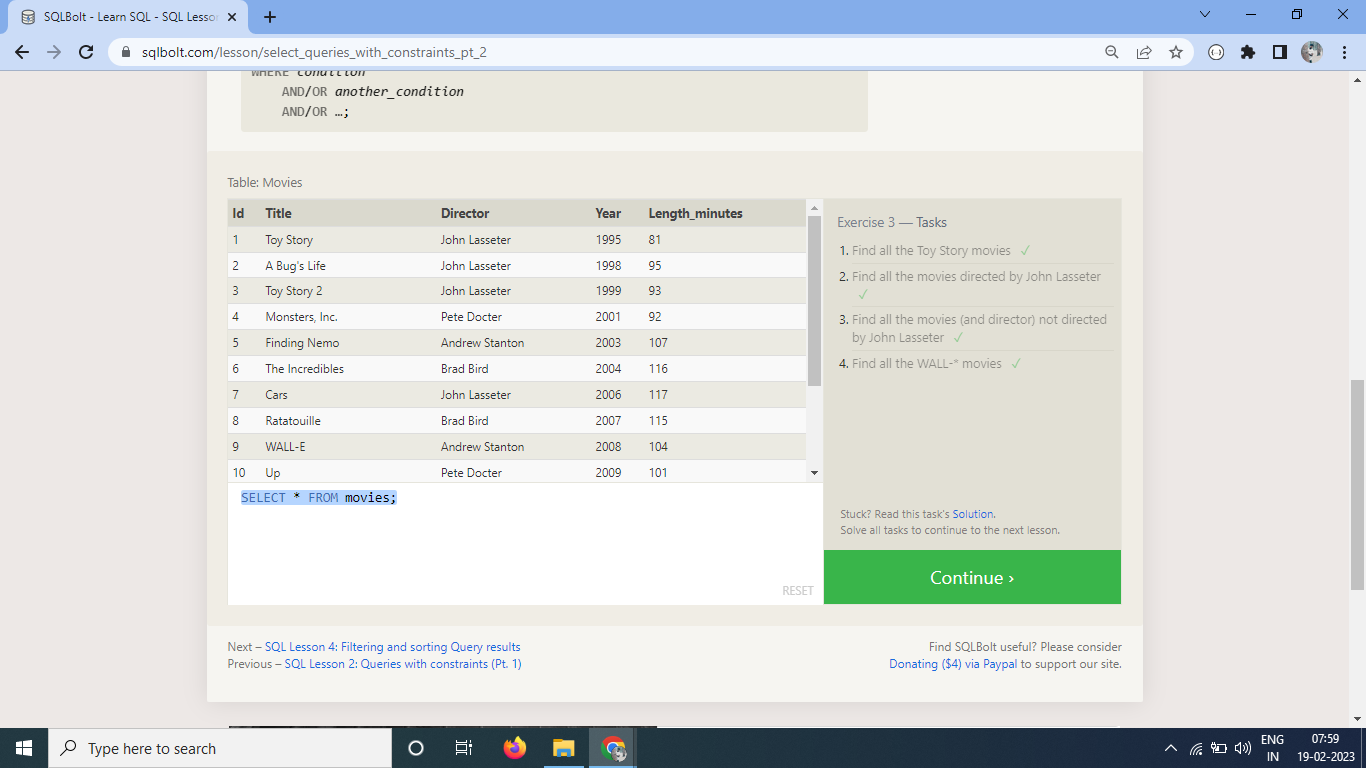 SQLBolt - Learn SQL - SQL Lesson
sqlbolt.com/lesson/select_queries_with_constraints_pt_2
WHERE condition
AND/OR another_condition
AND/OR …;
Table: Movies
Id Title Director Year Length_minutes
1 Toy Story John Lasseter 1995 81
2 A Bug's Life John Lasseter 1998 95
3 Toy Story 2 John Lasseter 1999 93
4 Monsters, Inc. Pete Docter 2001 92
5 Finding Nemo Andrew Stanton 2003 107
6 The Incredibles Brad Bird 2004 116
7 Cars John Lasseter 2006 117
8 Ratatouille Brad Bird 2007 115
9 WALL-E Andrew Stanton 2008 104
10 Up Pete Docter 2009 101
SELECT * FROM movies;
RESET
Exercise 3 — Tasks
1. Find all the Toy Story movies ✓
2. Find all the movies directed by John Lasseter
✓
3. Find all the movies (and director) not directed
by John Lasseter ✓
4. Find all the WALL-* movies ✓
Stuck? Read this task's Solution.
Solve all tasks to continue to the next lesson.
Continue ›
Next – SQL Lesson 4: Filtering and sorting Query results
Previous – SQL Lesson 2: Queries with constraints (Pt. 1)
Find SQLBolt useful? Please consider
Donating ($4) via Paypal to support our site.
Type here to search
ENG
IN
07:59
19-02-2023